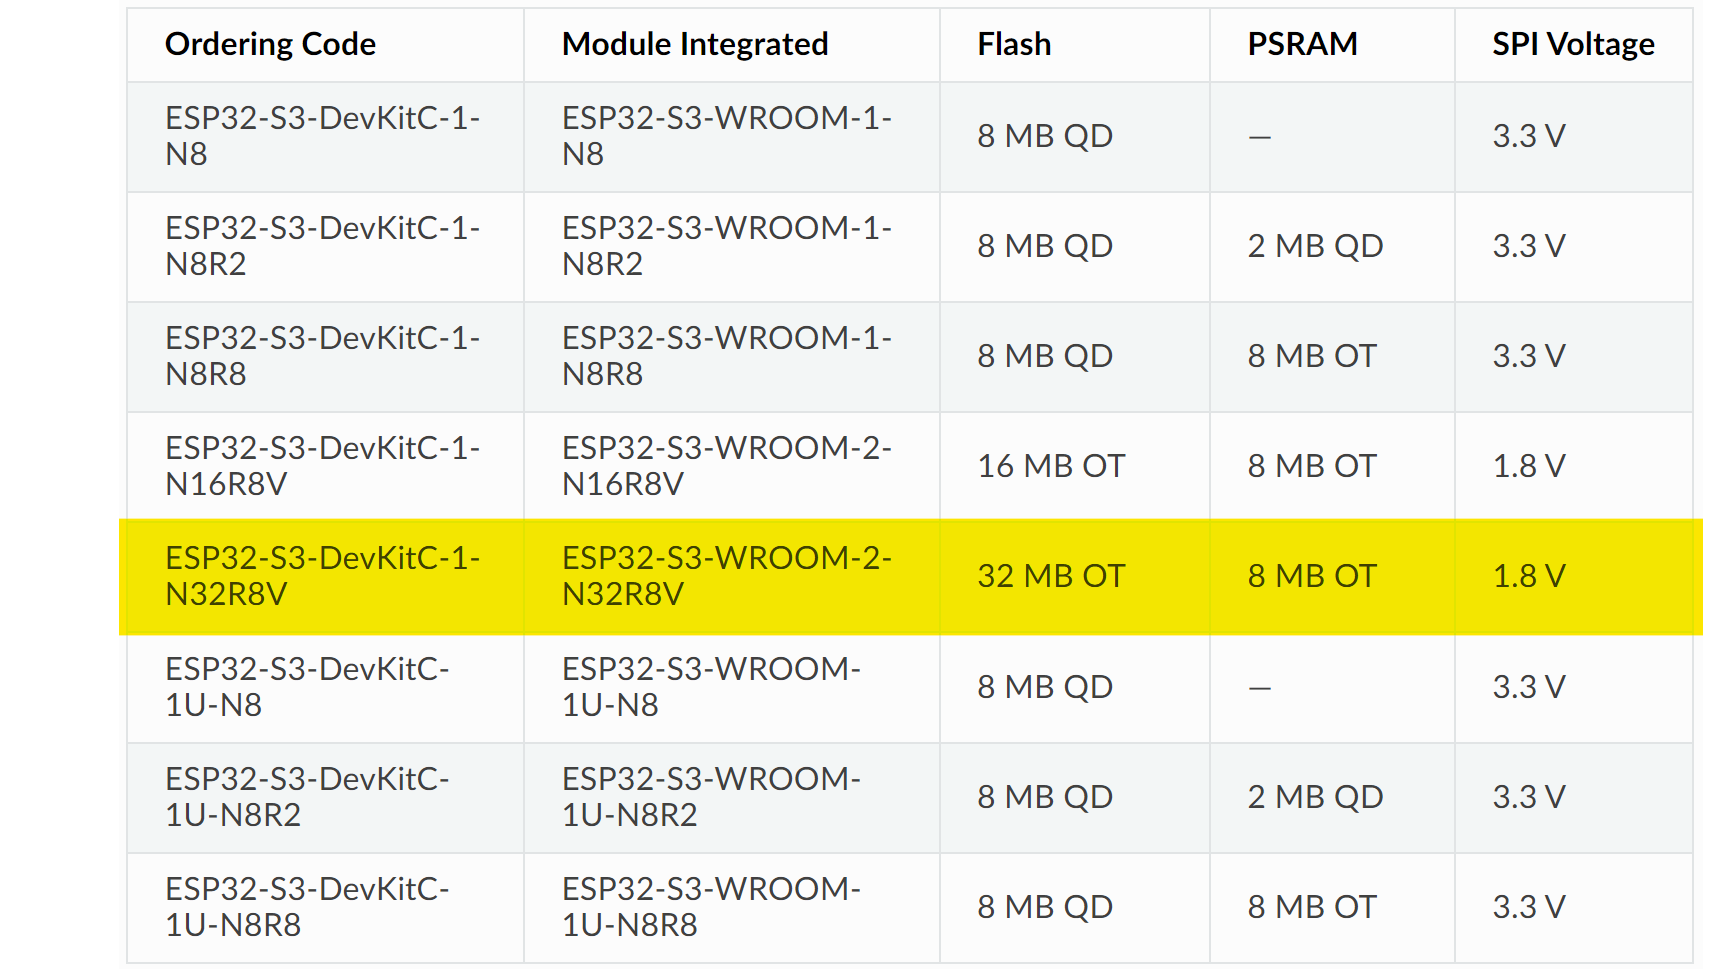 Ordering Code Module Integrated Flash PSRAM SPI Voltage
ESP32-S3-DevKitC-1-
N8
ESP32-S3-WROOM-1-
N8
8 MB QD
—
3.3 V
ESP32-S3-DevKitC-1-
N8R2
ESP32-S3-WROOM-1-
N8R2
8 MB QD
2 MB QD
3.3 V
ESP32-S3-DevKitC-1-
N8R8
ESP32-S3-WROOM-1-
N8R8
8 MB QD
8 MB OT
3.3 V
ESP32-S3-DevKitC-1-
N16R8V
ESP32-S3-WROOM-2-
N16R8V
16 MB OT
8 MB OT
1.8 V
ESP32-S3-DevKitC-1-
N32R8V
ESP32-S3-WROOM-2-
N32R8V
32 MB OT
8 MB OT
1.8 V
ESP32-S3-DevKitC-
1U-N8
ESP32-S3-WROOM-
1U-N8
8 MB QD
—
3.3 V
ESP32-S3-DevKitC-
1U-N8R2
ESP32-S3-WROOM-
1U-N8R2
8 MB QD
2 MB QD
3.3 V
ESP32-S3-DevKitC-
1U-N8R8
ESP32-S3-WROOM-
1U-N8R8
8 MB QD
8 MB OT
3.3 V